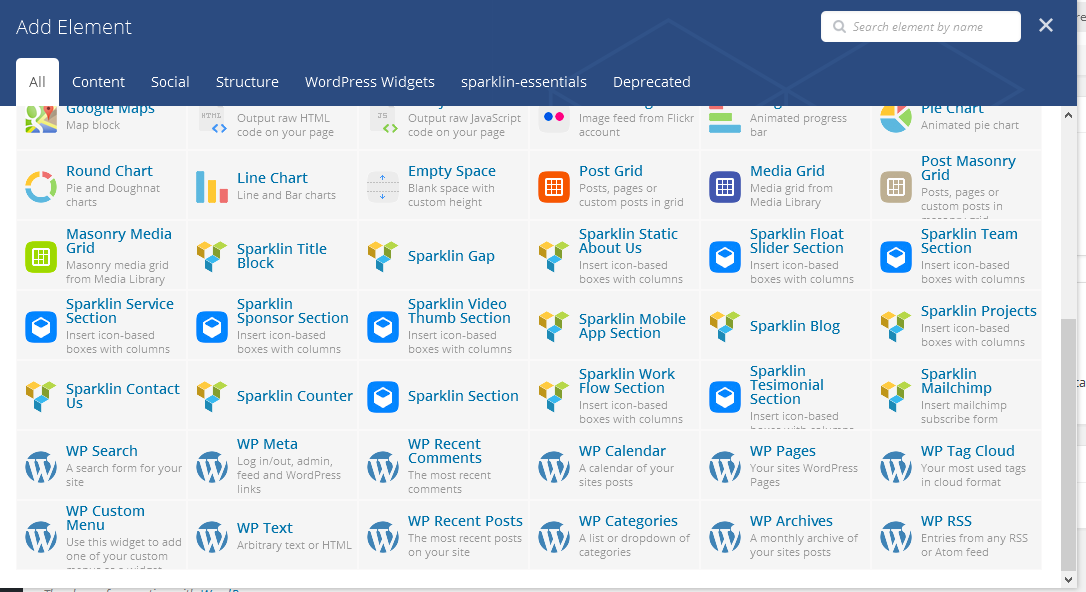 Add Element
Search element by name
All
Content
Social
Structure
WordPress Widgets
sparklin-essentials
Deprecated
Google Maps
Map block
Output raw HTML
code on your page
Output raw JavaScript
code on your page
Image feed from Flickr
account
Animated progress
bar
Pie Chart
Animated pie chart
Round Chart
Pie and Doughnat
charts
Line Chart
Line and Bar charts
Empty Space
Blank space with
custom height
Post Grid
Posts, pages or
custom posts in grid
Media Grid
Media grid from
Media Library
Post Masonry
Grid
Posts, pages or
custom posts in
masonry grid
Masonry Media
Grid
Masonry media grid
from Media Library
Sparklin Title
Block
Sparklin Gap
Sparklin Static
About Us
Insert icon-based
boxes with columns
Sparklin Float
Slider Section
Insert icon-based
boxes with columns
Sparklin Team
Section
Insert icon-based
boxes with columns
Sparklin Service
Section
Insert icon-based
boxes with columns
Sparklin
Sponsor Section
Insert icon-based
boxes with columns
Sparklin Video
Thumb Section
Insert icon-based
boxes with columns
Sparklin Mobile
App Section
Sparklin Blog
Sparklin Projects
Insert icon-based
boxes with columns
Sparklin Contact
Us
Sparklin Counter
Sparklin Section
Sparklin Work
Flow Section
Insert icon-based
boxes with columns
Sparklin
Tesimonial
Section
Insert icon-based
boxes with columns
Sparklin
Mailchimp
Insert mailchimp
subscribe form
WP Search
A search form for your
site
WP Meta
Log in/out, admin,
feed and WordPress
links
WP Recent
Comments
The most recent
comments
WP Calendar
A calendar of your
sites posts
WP Pages
Your sites WordPress
Pages
WP Tag Cloud
Your most used tags
in cloud format
WP Custom
Menu
Use this widget to add
one of your custom
menus as a widget
WP Text
Arbitrary text or HTML
WP Recent Posts
The most recent posts
on your site
WP Categories
A list or dropdown of
categories
WP Archives
A monthly archive of
your sites posts
WP RSS
Entries from any RSS
or Atom feed